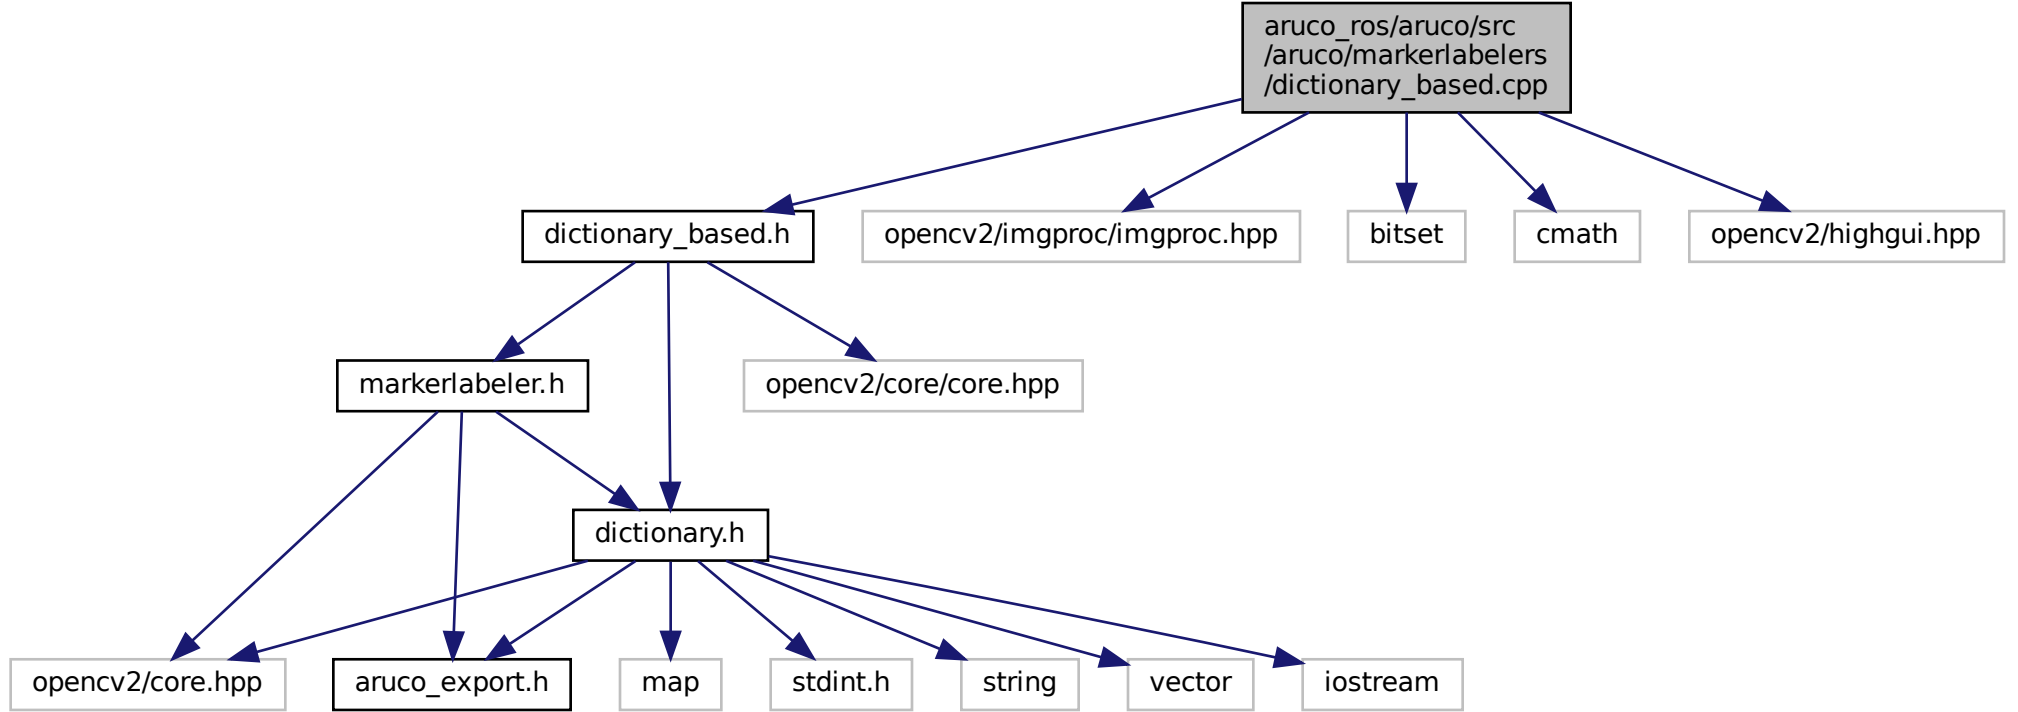 aruco_ros/aruco/src
/aruco/markerlabelers
/dictionary_based.cpp
dictionary_based.h
opencv2/imgproc/imgproc.hpp
bitset
cmath
opencv2/highgui.hpp
markerlabeler.h
opencv2/core/core.hpp
dictionary.h
opencv2/core.hpp
aruco_export.h
map
stdint.h
string
vector
iostream